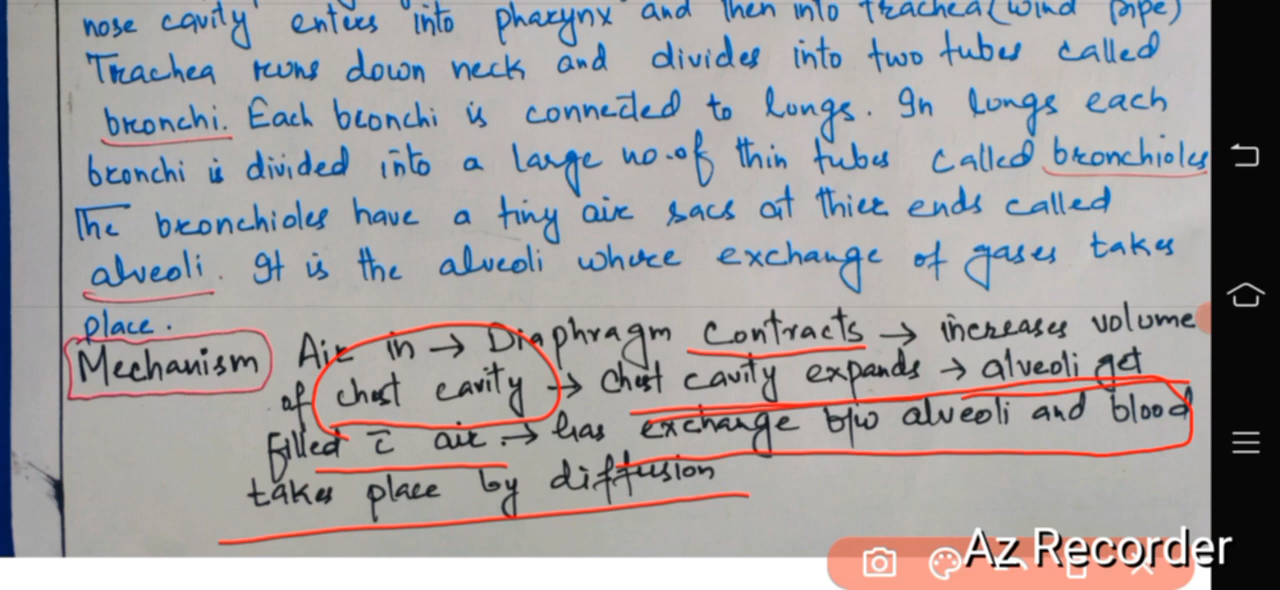 nose cavity enters into pharynx and then into trachea (wind pipe)
Trachea runs down neck and divides into two tubes called
bronchi. Each bronchi is connected to lungs. In lungs each
bronchi is divided into a large no. of thin tubes called bronchioles
The bronchioles have a tiny air sacs at thier ends called
alveoli. It is the alveoli where exchange of gases takes
place.
Mechanism Air in → Diaphragm contracts → increases volume
of chest cavity → Chest cavity expands → alveoli get
filled c̄ air → Gas exchange b/w alveoli and blood
takes place by diffusion
Az Recorder